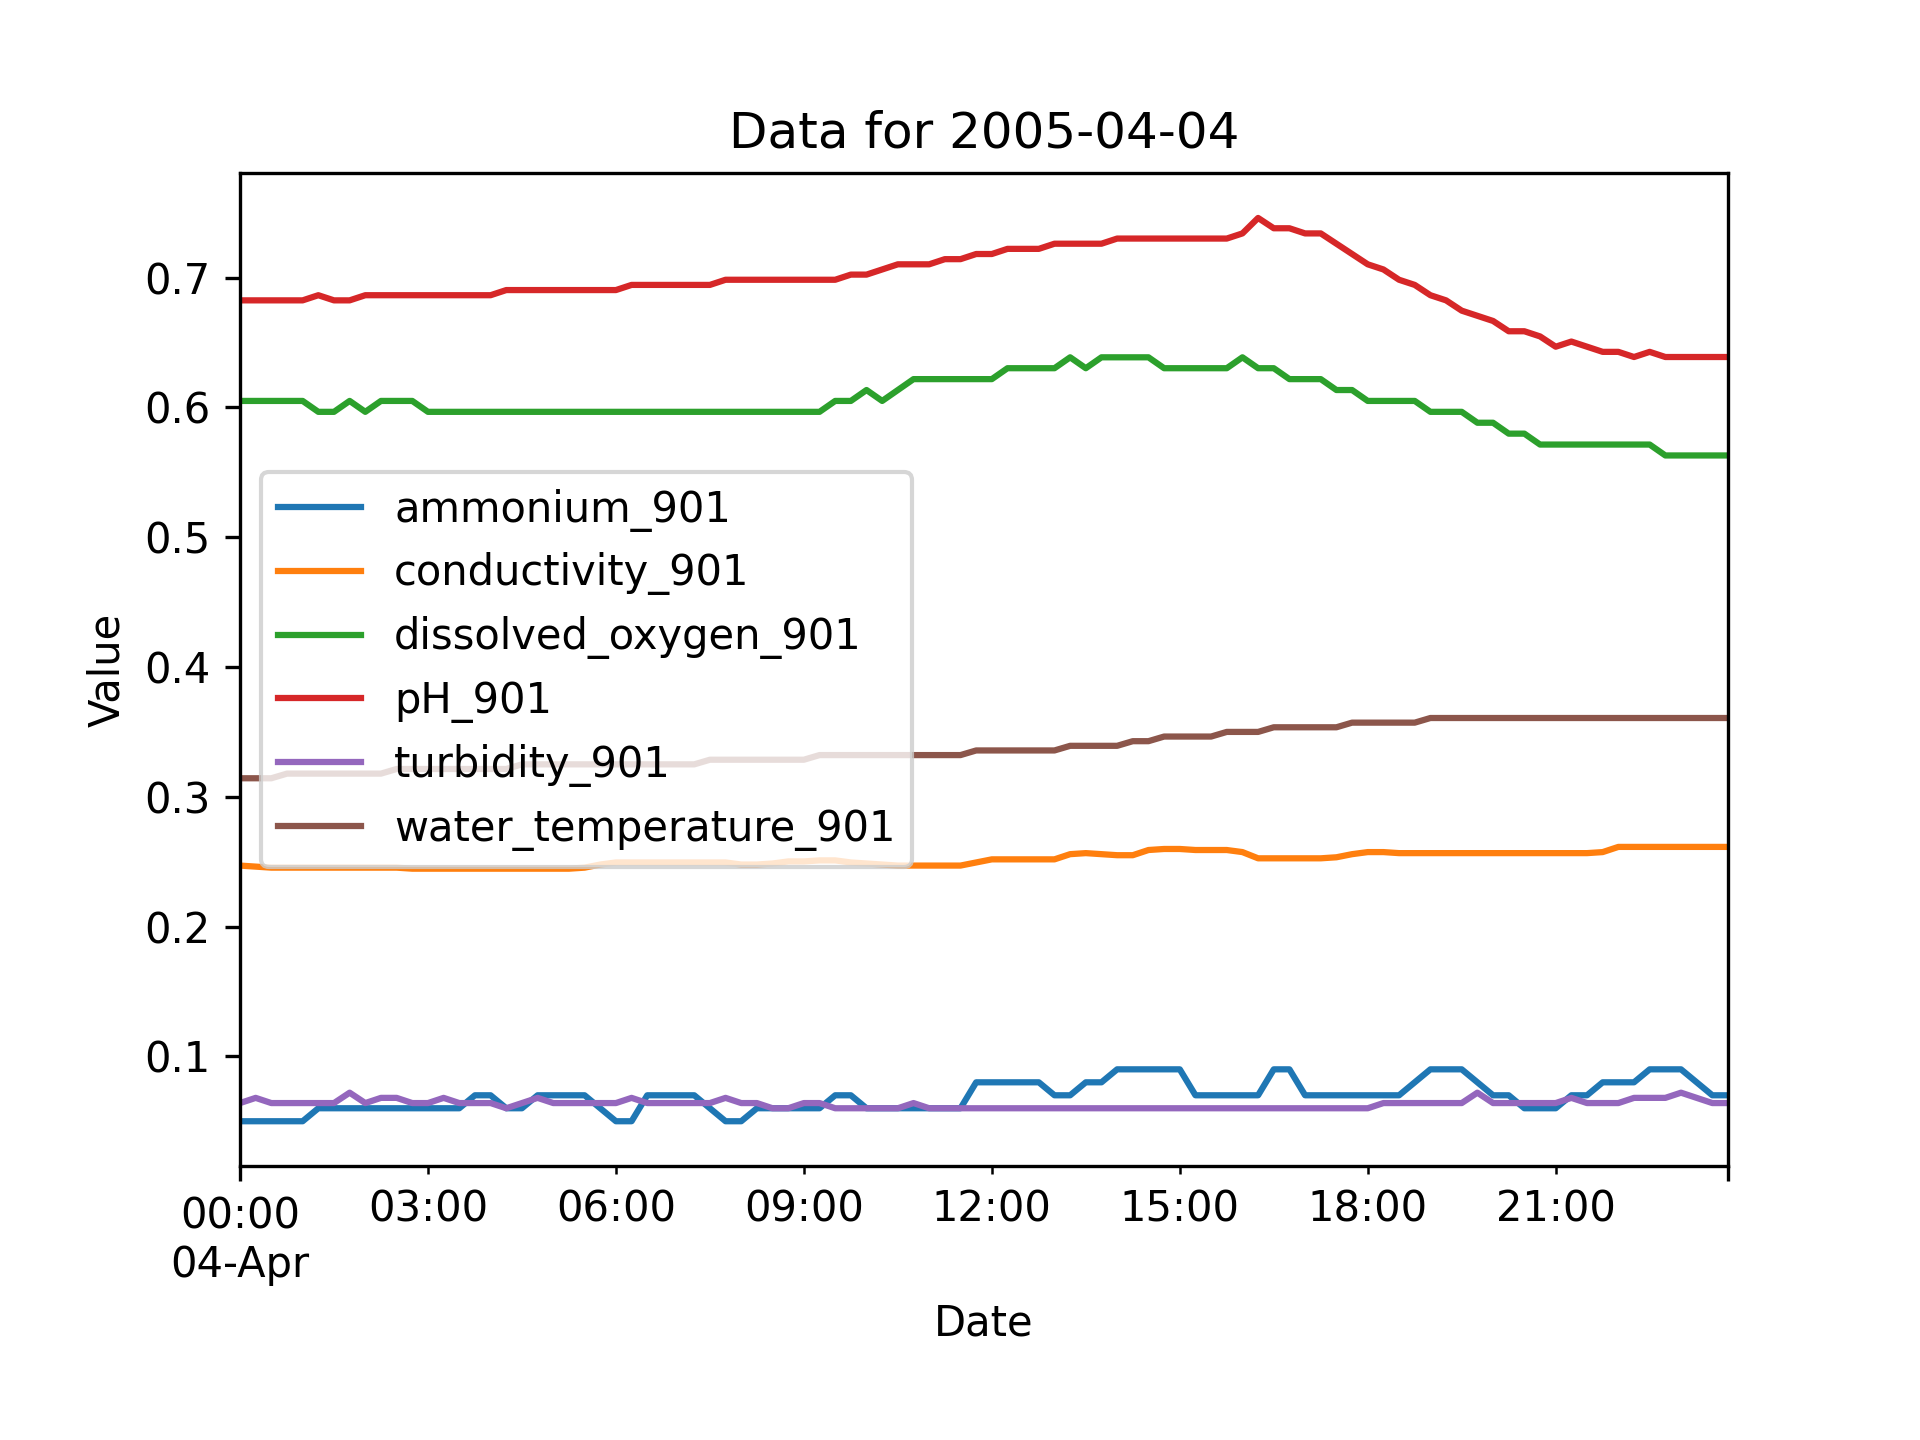 Data for 2005-04-04
Value
0.7
0.6
0.5
0.4
0.3
0.2
0.1
ammonium_901
conductivity_901
dissolved_oxygen_901
pH_901
turbidity_901
water_temperature_901
00:00 03:00 06:00 09:00 12:00 15:00 18:00 21:00
04-Apr
Date